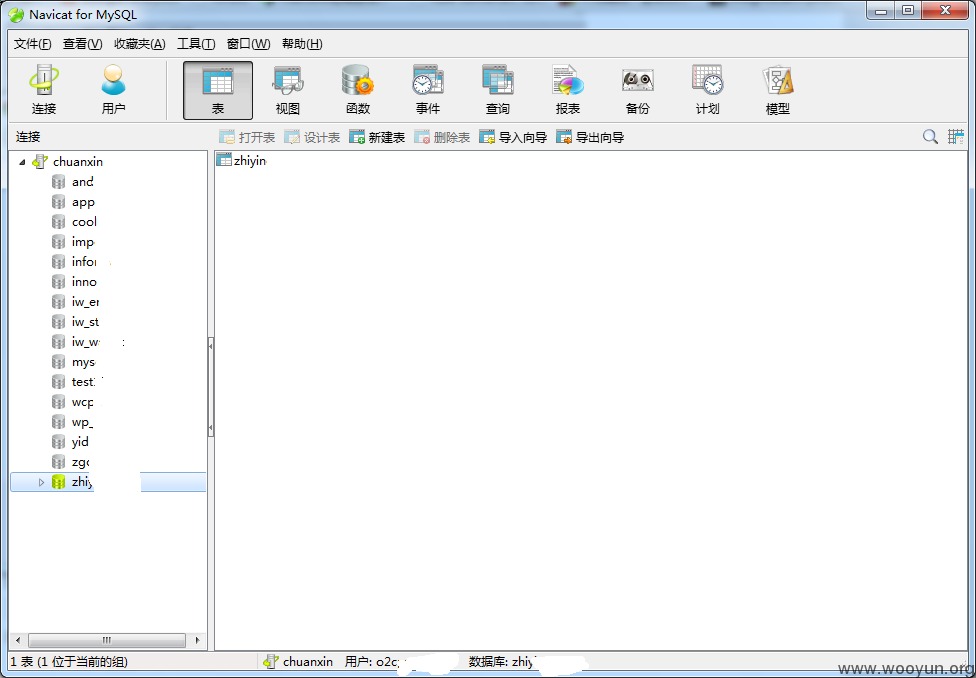 Navicat for MySQL
文件(F) 查看(V) 收藏夹(A) 工具(T) 窗口(W) 帮助(H)
连接 用户 表 视图 函数 事件 查询 报表 备份 计划 模型
连接 打开表 设计表 新建表 删除表 导入向导 导出向导
chuanxin zhiyin
and
app
cool
imp
infor
inno
iw_er
iw_st
iw_w
mys
test
wcp
wp_
yid
zgc
zhiy
1 表 (1 位于当前的组) chuanxin 用户: o2c 数据库: zhiy
www.wooyun.org